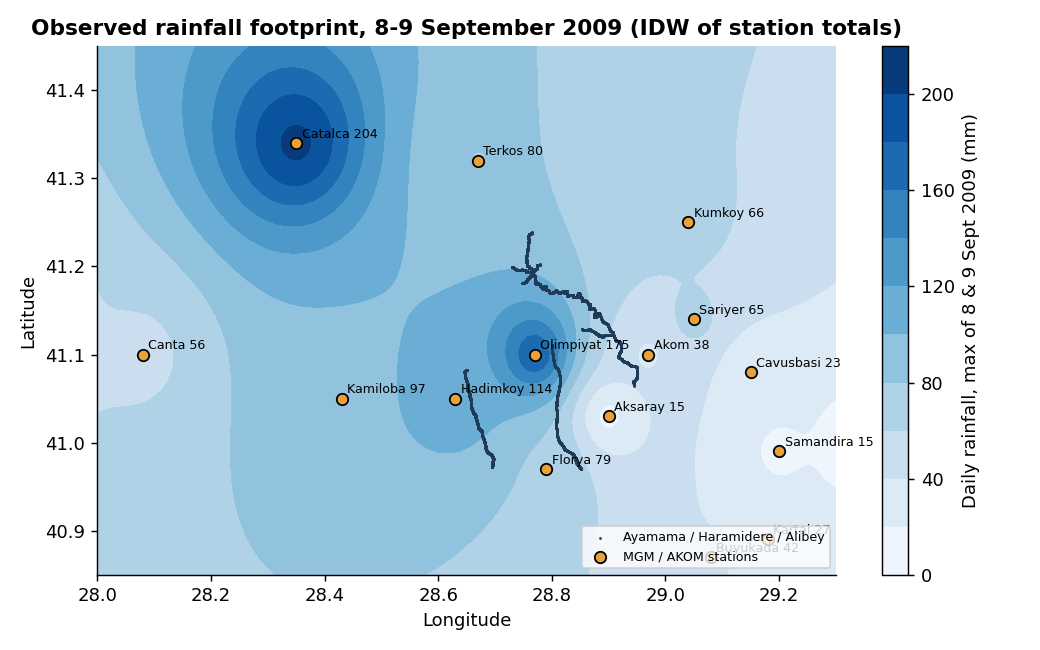 Observed rainfall footprint, 8-9 September 2009 (IDW of station totals)
41.4
41.3
41.2
41.1
41.0
40.9
Latitude
28.0
28.2
28.4
28.6
28.8
29.0
29.2
Longitude
Catalca 204
Terkos 80
Kumkoy 66
Sariyer 65
Canta 56
Olimpiyat 175
Akom 38
Cavusbasi 23
Kamiloba 97
Hadimkoy 114
Aksaray 15
Samandira 15
Florya 79
Kartal 27
Buyukada 42
Ayamama / Haramidere / Alibey
MGM / AKOM stations
200
160
120
80
40
0
Daily rainfall, max of 8 & 9 Sept 2009 (mm)